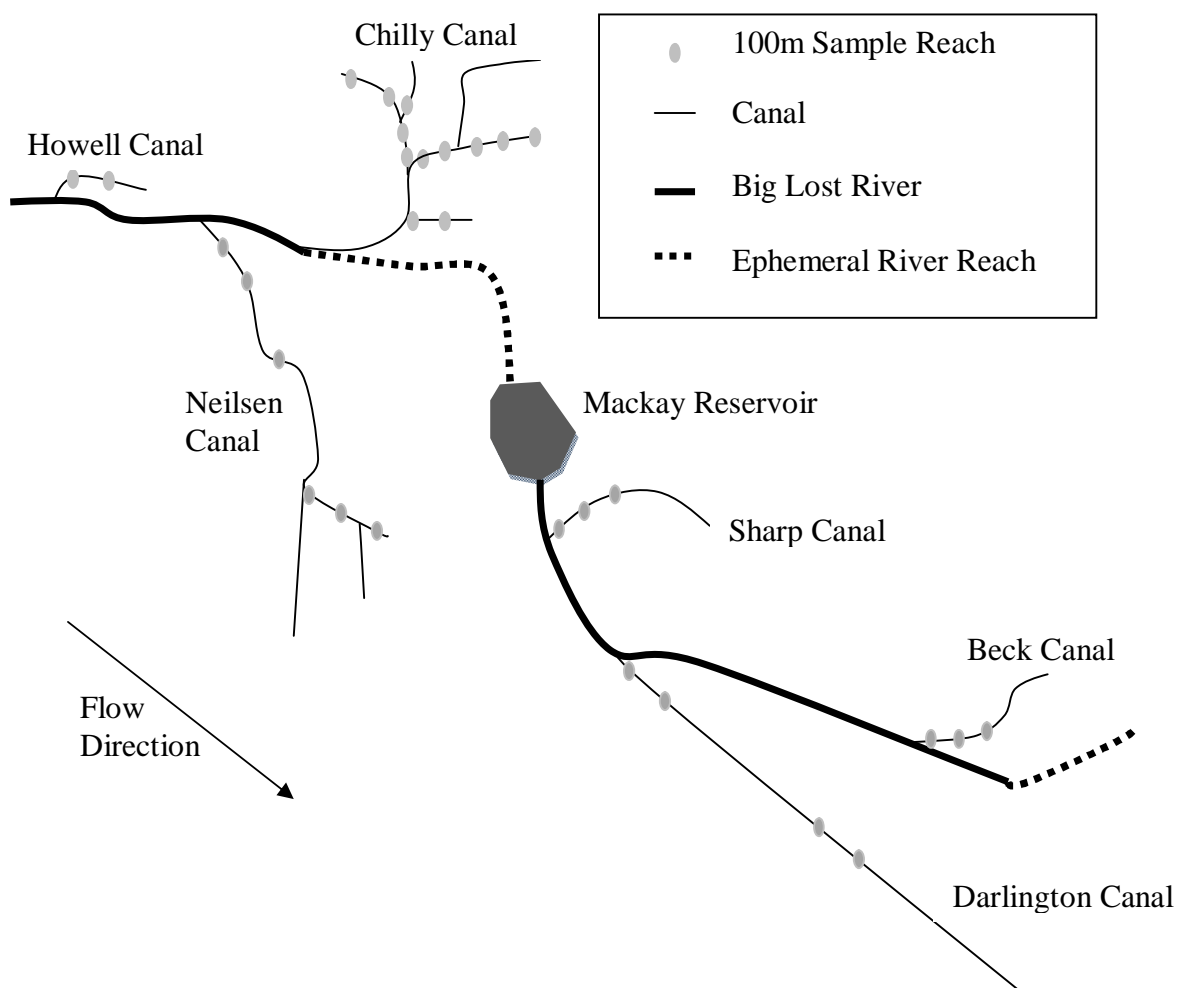 Chilly Canal
100m Sample Reach
Canal
Howell Canal
Big Lost River
Ephemeral River Reach
Neilsen
Canal
Mackay Reservoir
Sharp Canal
Beck Canal
Flow
Direction
Darlington Canal